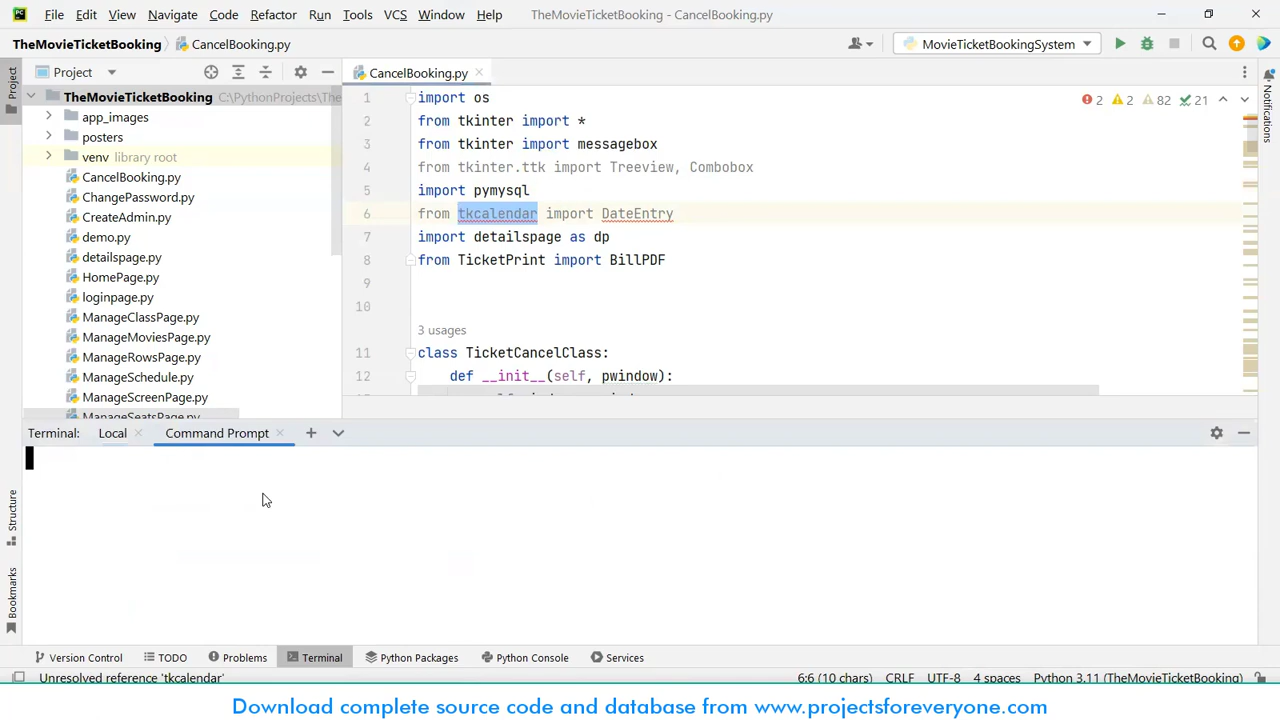 File Edit View Navigate Code Refactor Run Tools VCS Window Help TheMovieTicketBooking - CancelBooking.py
TheMovieTicketBooking CancelBooking.py MovieTicketBookingSystem
Project CancelBooking.py
Project
TheMovieTicketBooking C:\PythonProjects\The
app_images
posters
venv library root
CancelBooking.py
ChangePassword.py
CreateAdmin.py
demo.py
detailspage.py
HomePage.py
loginpage.py
ManageClassPage.py
ManageMoviesPage.py
ManageRowsPage.py
ManageSchedule.py
ManageScreenPage.py
ManageSeatsPage.py
1 import os
2 from tkinter import *
3 from tkinter import messagebox
4 from tkinter.ttk import Treeview, Combobox
5 import pymysql
6 from tkcalendar import DateEntry
7 import detailspage as dp
8 from TicketPrint import BillPDF
9
10
3 usages
11 class TicketCancelClass:
12 def __init__(self, pwindow):
2 2 82 21
Notifications
Terminal: Local Command Prompt
Structure
Bookmarks
Version Control TODO Problems Terminal Python Packages Python Console Services
Unresolved reference 'tkcalendar' 6:6 (10 chars) CRLF UTF-8 4 spaces Python 3.11 (TheMovieTicketBooking)
Download complete source code and database from www.projectsforeveryone.com